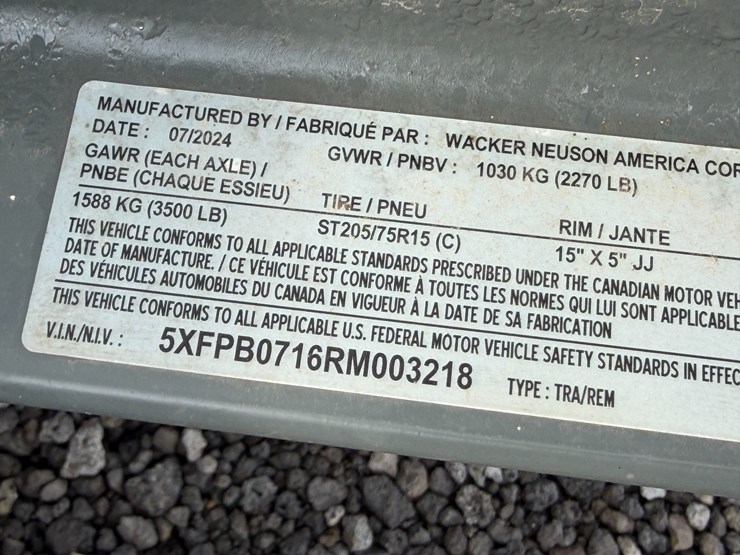 MANUFACTURED BY / FABRIQUÉ PAR : WACKER NEUSON AMERICA COR
DATE : 07/2024 GVWR / PNBV : 1030 KG (2270 LB)
GAWR (EACH AXLE) /
PNBE (CHAQUE ESSIEU) TIRE / PNEU RIM / JANTE
1588 KG (3500 LB) ST205/75R15 (C) 15" X 5" JJ
THIS VEHICLE CONFORMS TO ALL APPLICABLE STANDARDS PRESCRIBED UNDER THE CANADIAN MOTOR VEH
DATE OF MANUFACTURE. / CE VÉHICULE EST CONFORME À TOUTES LES NORMES QUI LUI SONT APPLICABLE
DES VÉHICULES AUTOMOBILES DU CANADA EN VIGUEUR À LA DATE DE SA FABRICATION
THIS VEHICLE CONFORMS TO ALL APPLICABLE U.S. FEDERAL MOTOR VEHICLE SAFETY STANDARDS IN EFFEC
V.I.N./N.I.V. : 5XFPB0716RM003218 TYPE : TRA/REM